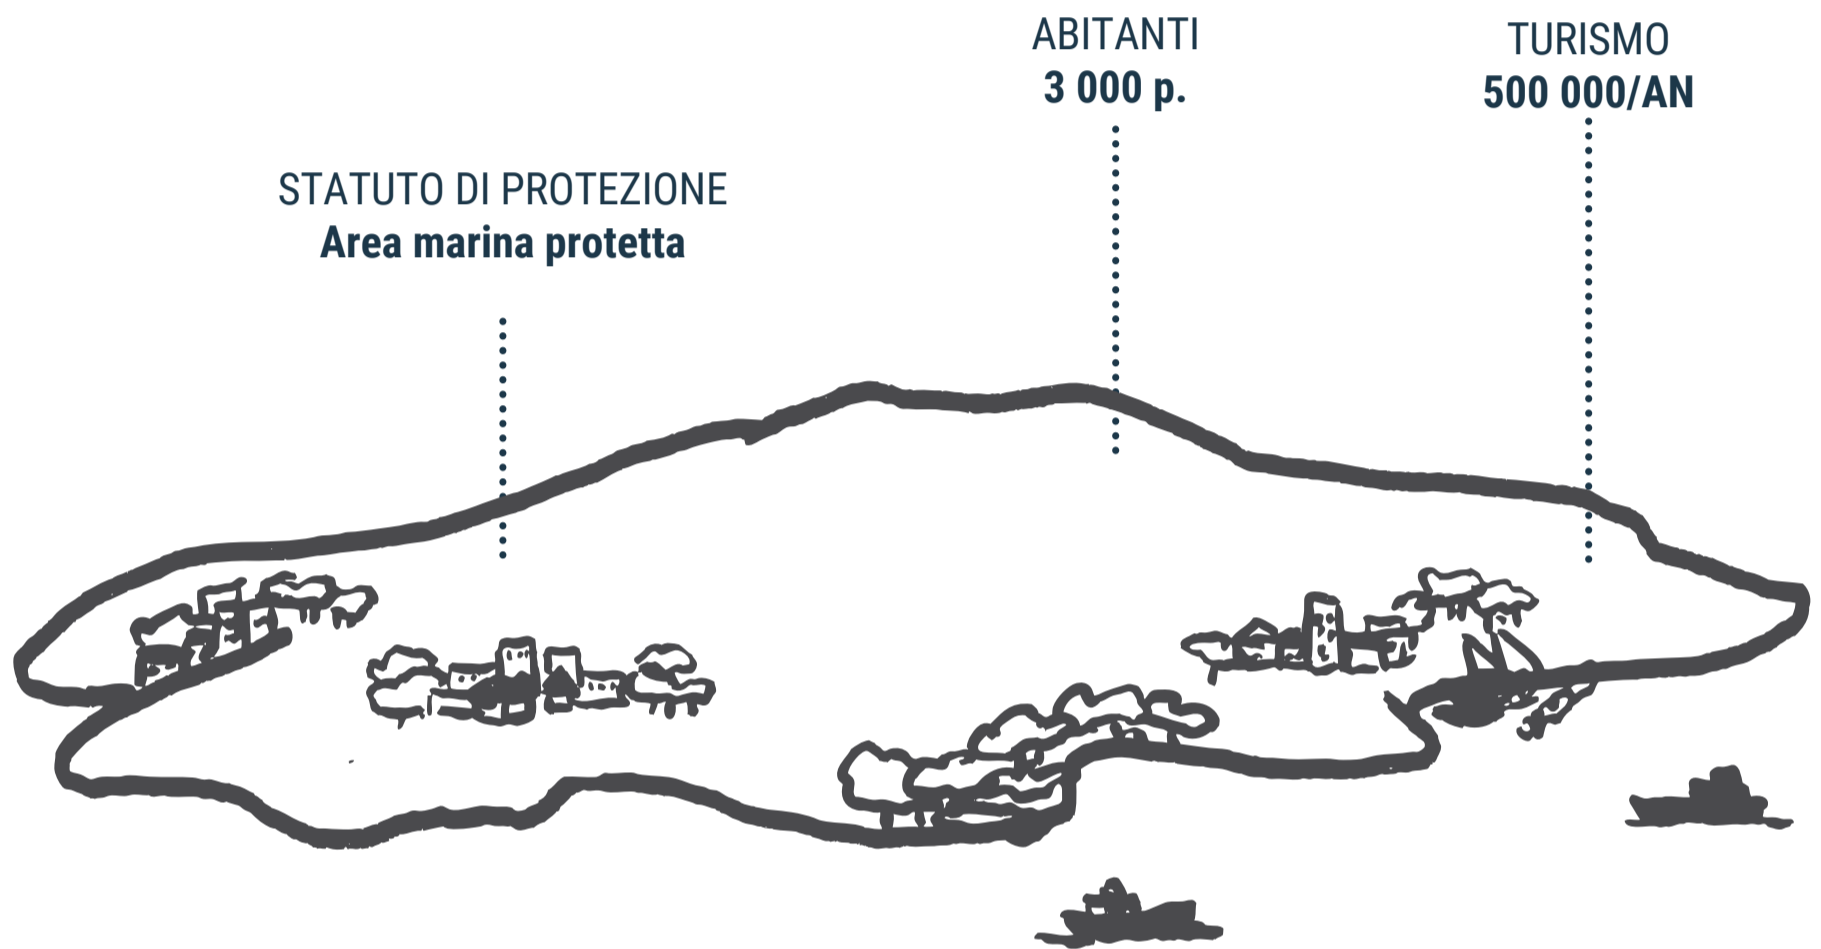 ABITANTI
3 000 p.
TURISMO
500 000/AN
STATUTO DI PROTEZIONE
Area marina protetta